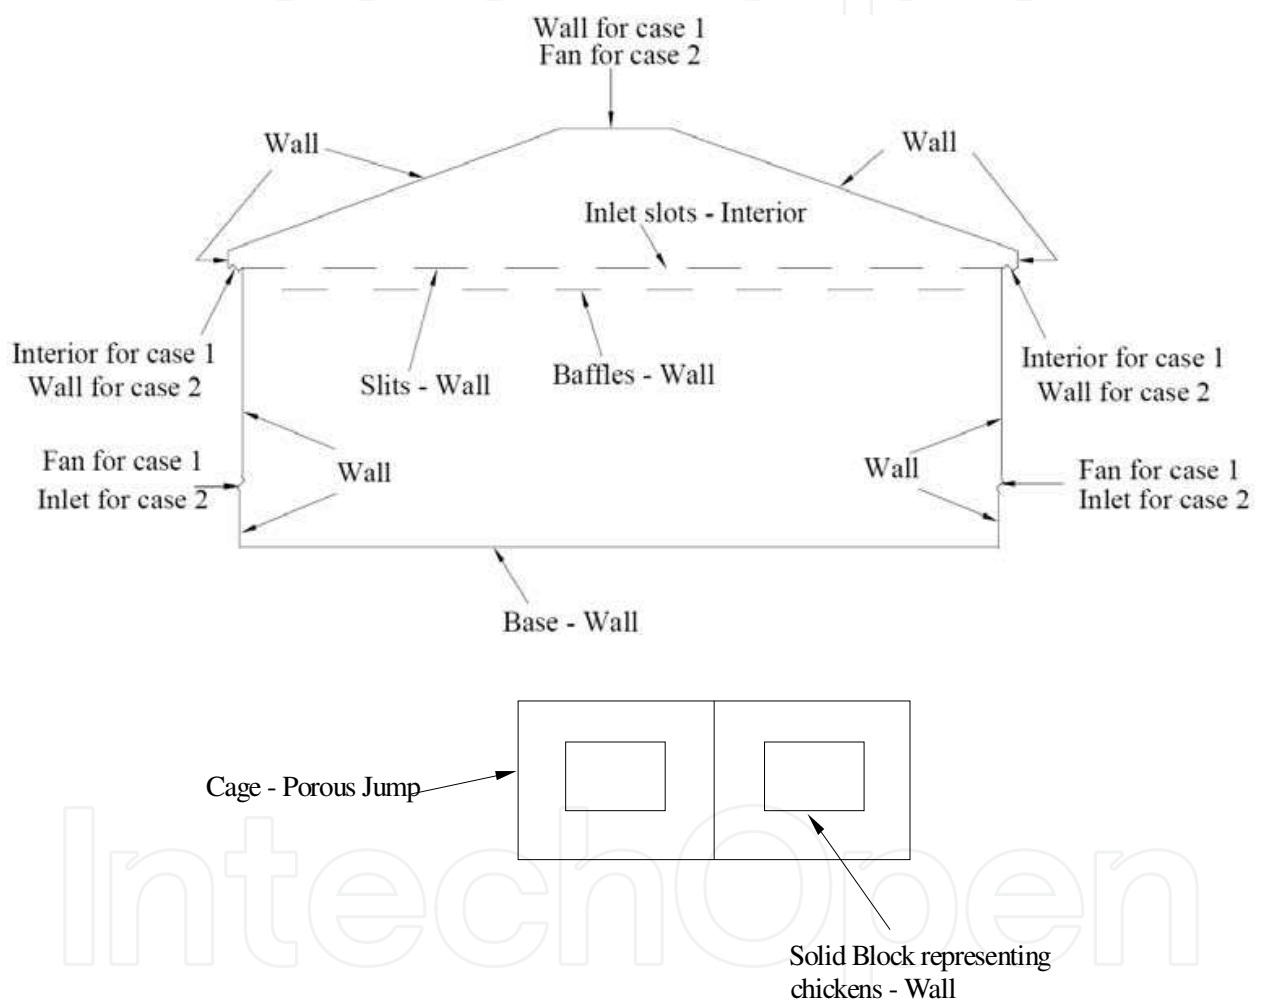 Wall for case 1
Fan for case 2
Wall
Wall
Inlet slots - Interior
Interior for case 1
Wall for case 2
Slits - Wall
Baffles - Wall
Interior for case 1
Wall for case 2
Fan for case 1
Inlet for case 2
Wall
Wall
Fan for case 1
Inlet for case 2
Base - Wall
Cage - Porous Jump
Solid Block representing
chickens - Wall
IntechOpen